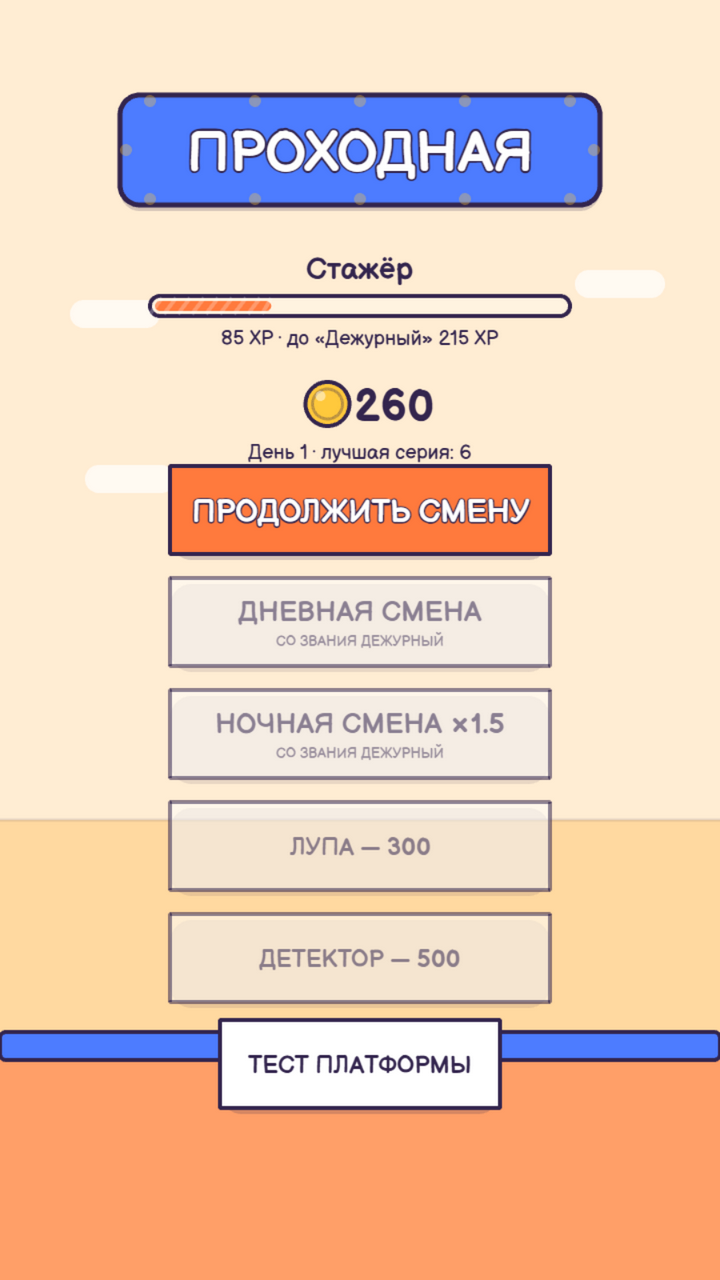 ПРОХОДНАЯ
Стажёр
85 XP · до «Дежурный» 215 XP
260
День 1 · лучшая серия: 6
ПРОДОЛЖИТЬ СМЕНУ
ДНЕВНАЯ СМЕНА
СО ЗВАНИЯ ДЕЖУРНЫЙ
НОЧНАЯ СМЕНА ×1.5
СО ЗВАНИЯ ДЕЖУРНЫЙ
ЛУПА — 300
ДЕТЕКТОР — 500
ТЕСТ ПЛАТФОРМЫ